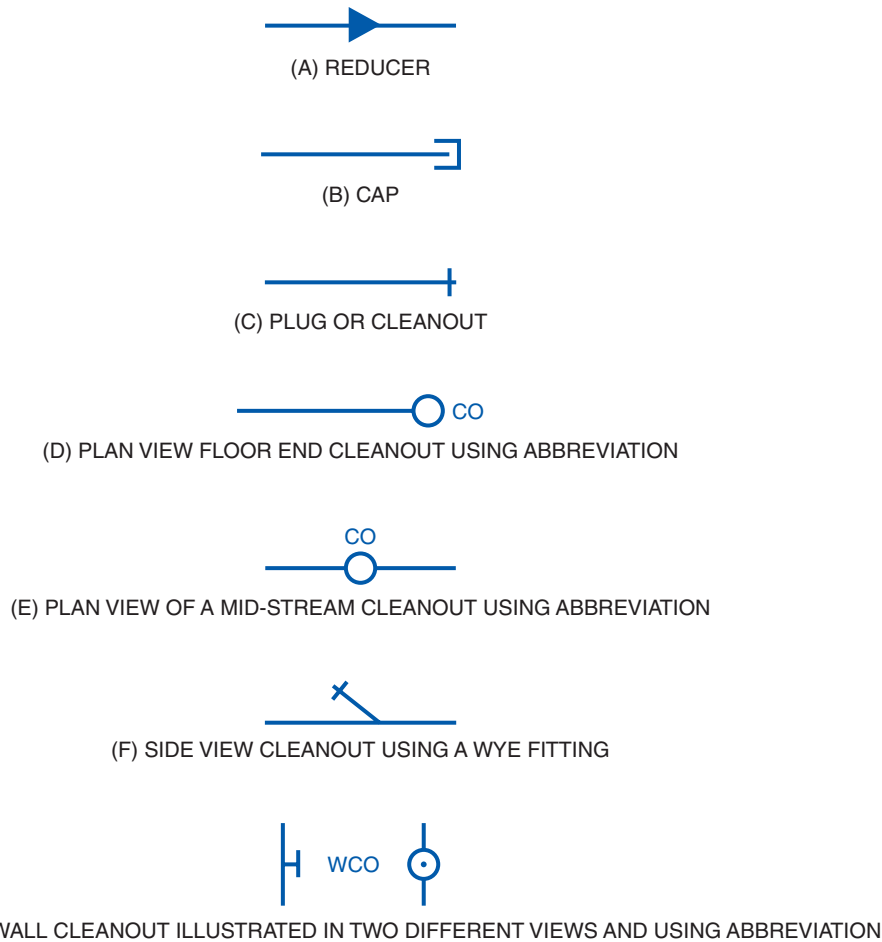 (A) REDUCER
(B) CAP
(C) PLUG OR CLEANOUT
CO
(D) PLAN VIEW FLOOR END CLEANOUT USING ABBREVIATION
CO
(E) PLAN VIEW OF A MID-STREAM CLEANOUT USING ABBREVIATION
(F) SIDE VIEW CLEANOUT USING A WYE FITTING
WCO
WALL CLEANOUT ILLUSTRATED IN TWO DIFFERENT VIEWS AND USING ABBREVIATION